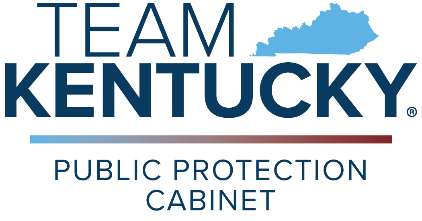 TEAM
KENTUCKY®
PUBLIC PROTECTION
CABINET